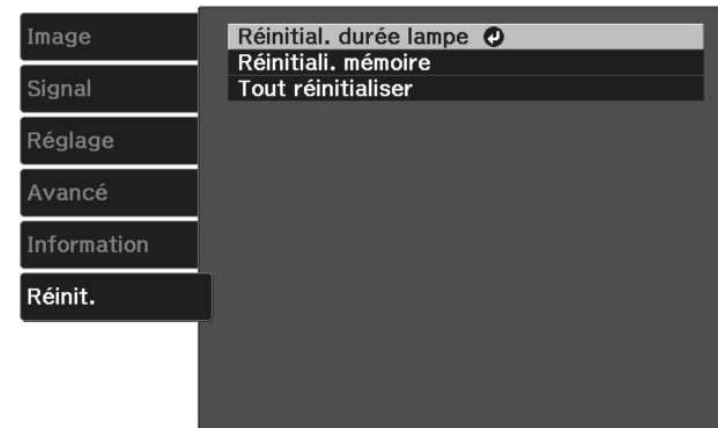 Image
Signal
Réglage
Avancé
Information
Réinit.
Réinitial. durée lampe
Réinitiali. mémoire
Tout réinitialiser